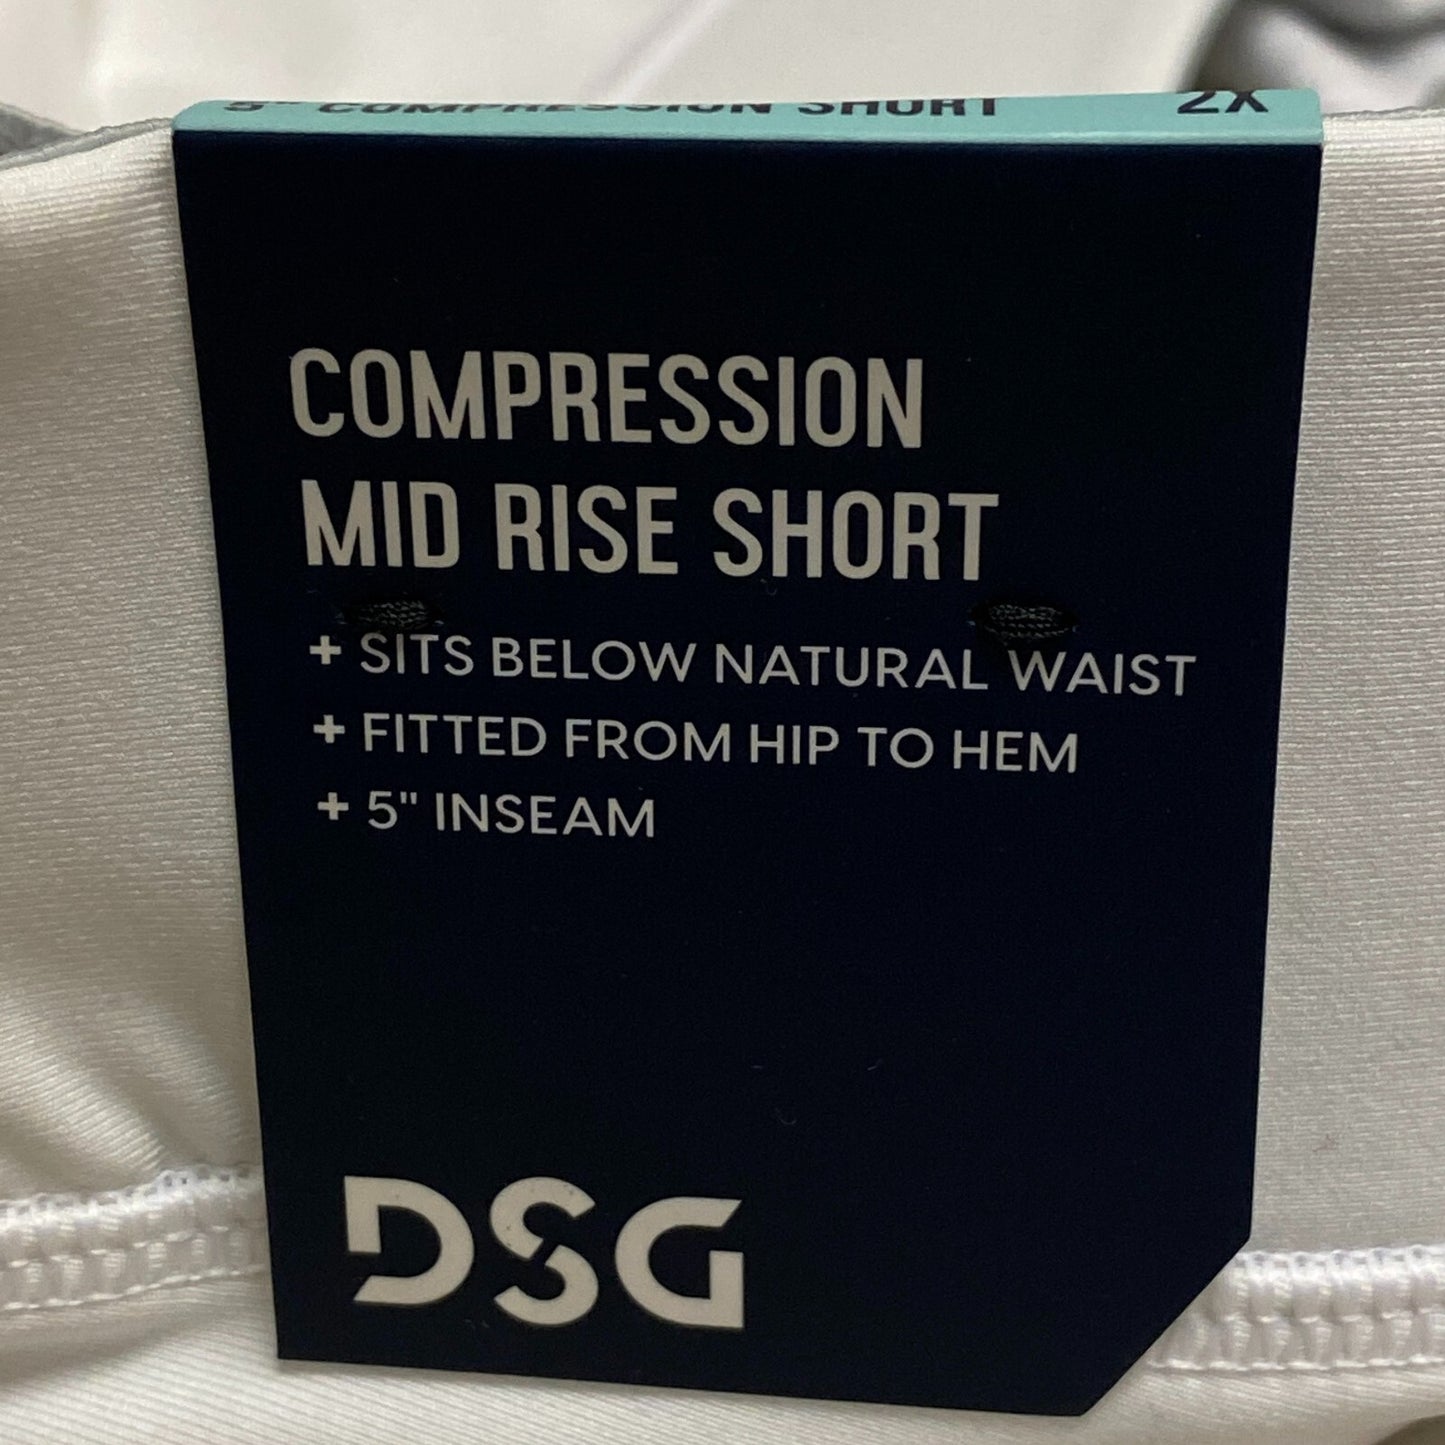 5" COMPRESSION SHORT 2X
COMPRESSION
MID RISE SHORT
+ SITS BELOW NATURAL WAIST
+ FITTED FROM HIP TO HEM
+ 5" INSEAM
DSG